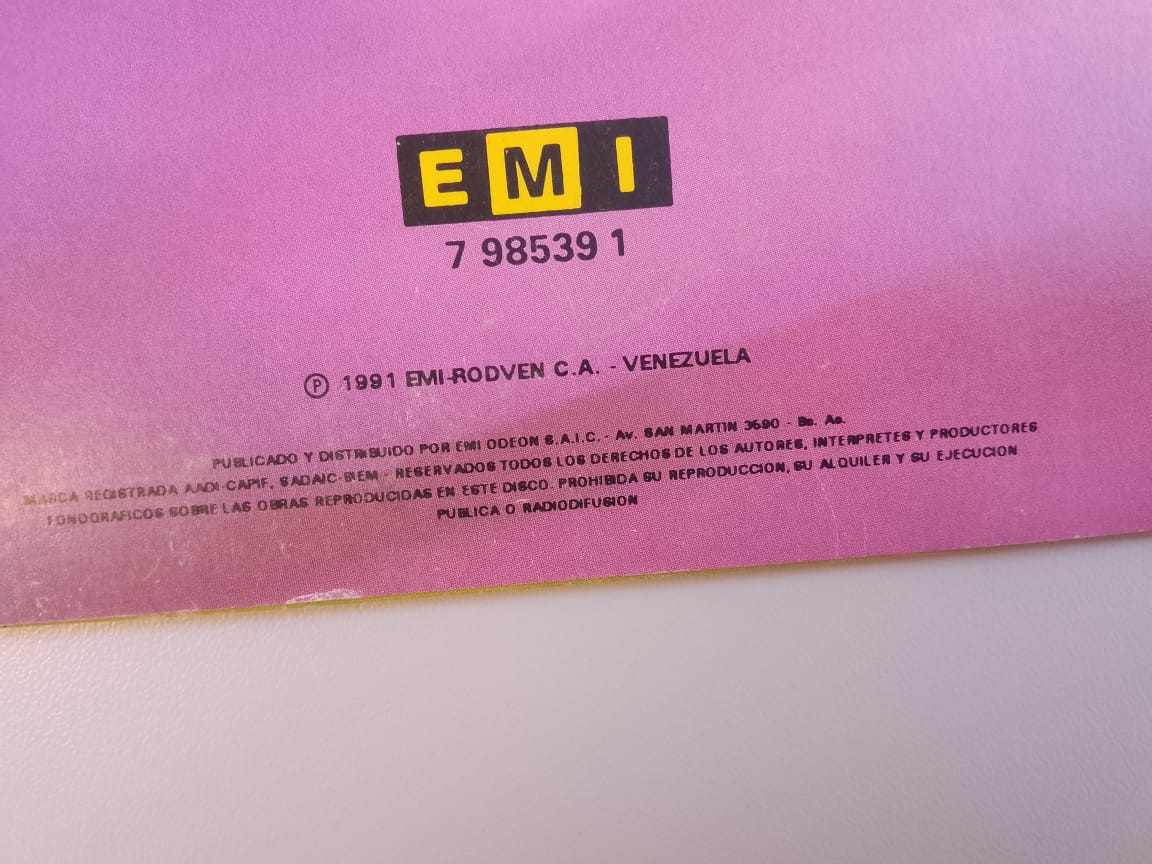 EMI
7 98539 1
Ⓟ 1991 EMI-RODVEN C.A. - VENEZUELA
PUBLICADO Y DISTRIBUIDO POR EMI ODEON S.A.I.C. - Av. SAN MARTIN 3690 - Bs. As.
MARCA REGISTRADA AADI-CAPIF, SADAIC-BIEM - RESERVADOS TODOS LOS DERECHOS DE LOS AUTORES, INTERPRETES Y PRODUCTORES
FONOGRAFICOS SOBRE LAS OBRAS REPRODUCIDAS EN ESTE DISCO. PROHIBIDA SU REPRODUCCION, SU ALQUILER Y SU EJECUCION
PUBLICA O RADIODIFUSION